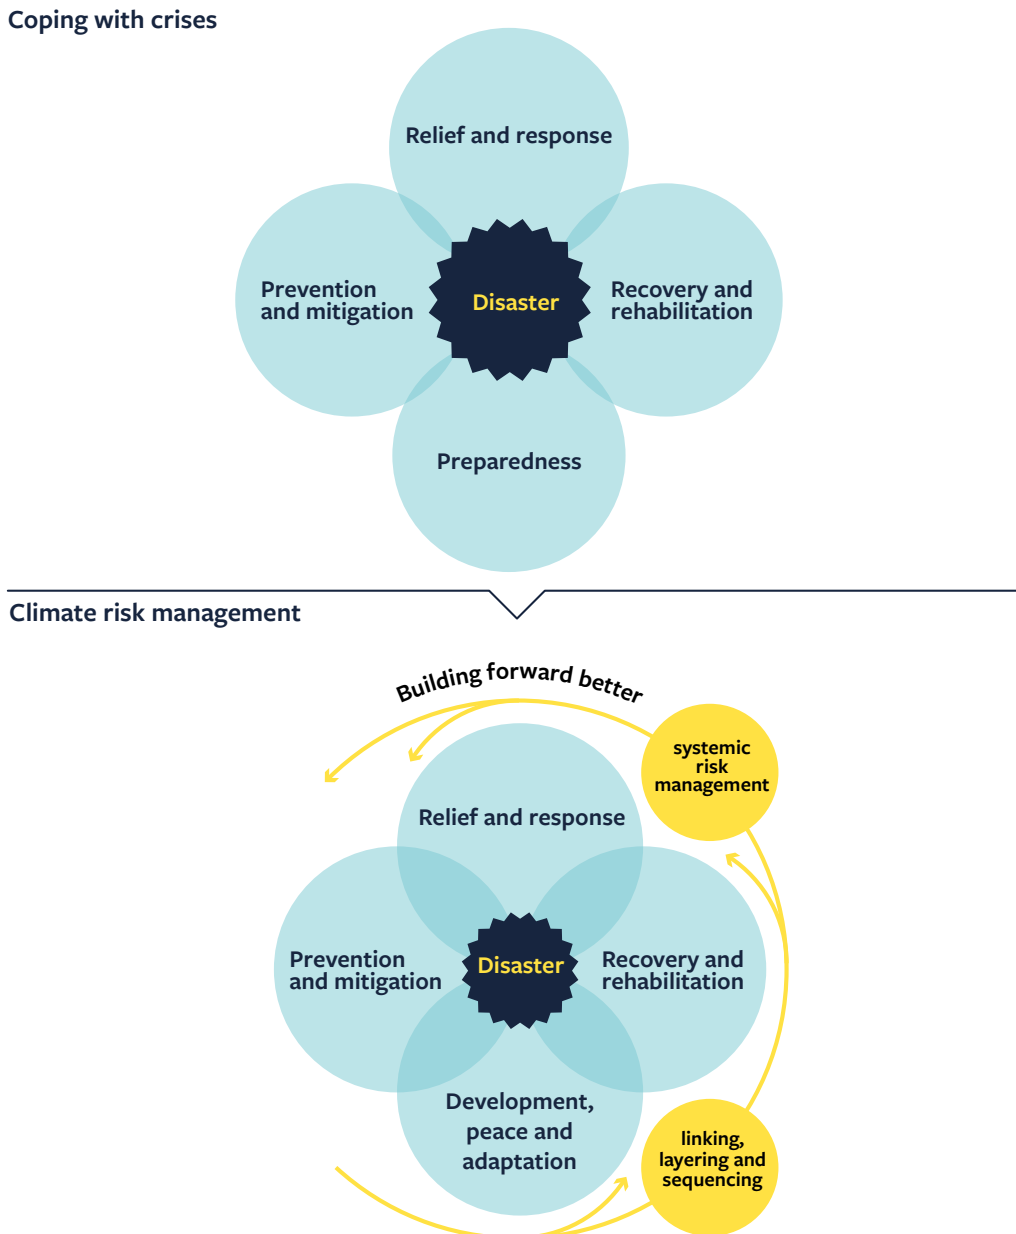 Coping with crises
Relief and response
Prevention
and mitigation
Disaster
Recovery and
rehabilitation
Preparedness
Climate risk management
Building forward better
systemic
risk
management
Relief and response
Prevention
and mitigation
Disaster
Recovery and
rehabilitation
Development,
peace and
adaptation
linking,
layering and
sequencing